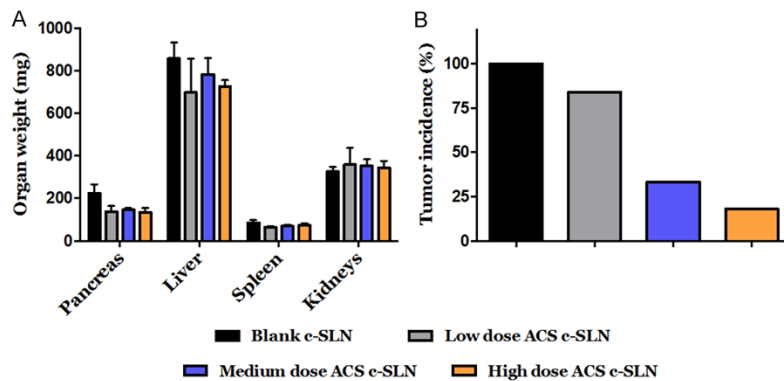 A
Organ weight (mg)
1000
800
600
400
200
0
Pancreas
Liver
Spleen
Kidneys
B
Tumor incidence (%)
100
75
50
25
0
Blank c-SLN
Low dose ACS c-SLN
Medium dose ACS c-SLN
High dose ACS c-SLN